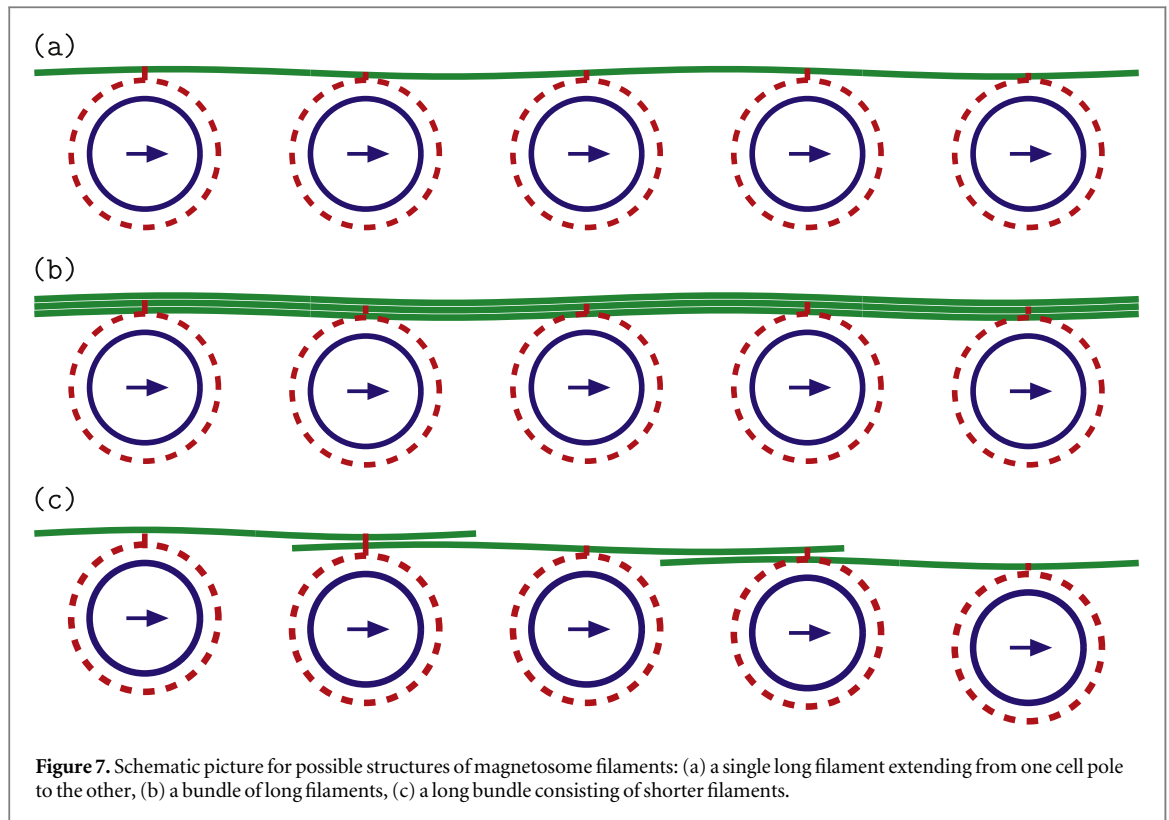 (a)
(b)
(c)
Figure 7. Schematic picture for possible structures of magnetosome filaments: (a) a single long filament extending from one cell pole
to the other, (b) a bundle of long filaments, (c) a long bundle consisting of shorter filaments.